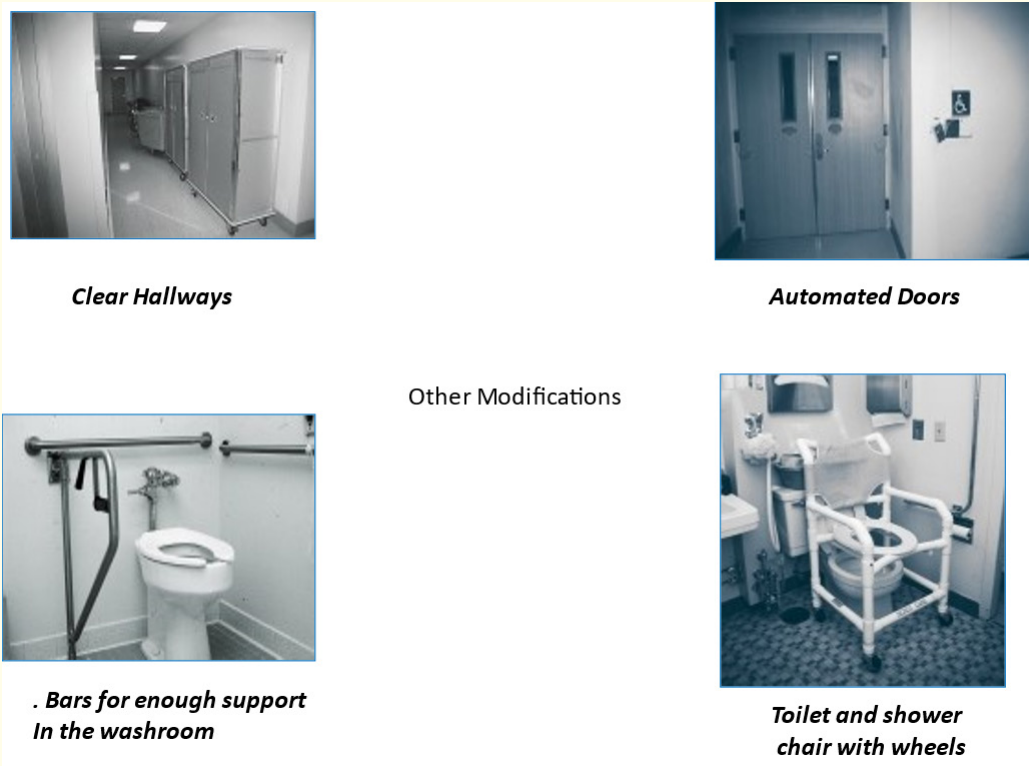 Clear Hallways
Automated Doors
Other Modifications
. Bars for enough support
In the washroom
Toilet and shower
chair with wheels